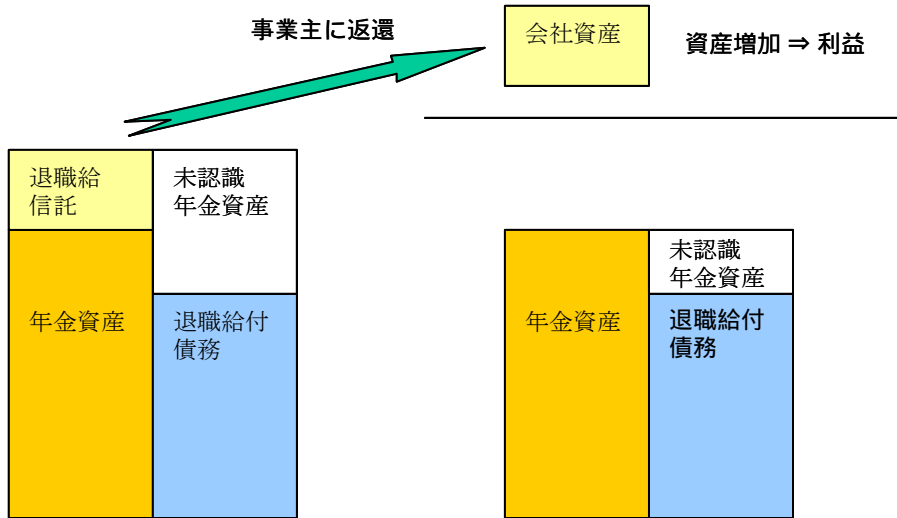 事業主に返還
会社資産
資産増加 ⇒ 利益
退職給
信託
未認識
年金資産
年金資産
退職給付
債務
未認識
年金資産
年金資産
退職給付
債務